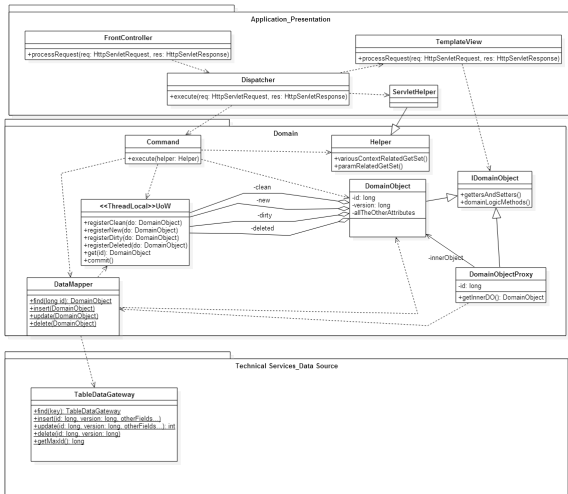 Application_Presentation
FrontController
+processRequest(req: HttpServletRequest, res: HttpServletResponse)
TemplateView
+processRequest(req: HttpServletRequest, res: HttpServletResponse)
Dispatcher
+execute(req: HttpServletRequest, res: HttpServletResponse)
ServletHelper
Domain
Command
+execute(helper: Helper)
Helper
+variousContextRelatedGetSet()
+paramRelatedGetSet()
IDomainObject
+gettersAndSetters()
+domainLogicMethods()
DomainObject
-id: long
-version: long
-allTheOtherAttributes
<<ThreadLocal>>UoW
+registerClean(do: DomainObject)
+registerNew(do: DomainObject)
+registerDirty(do: DomainObject)
+registerDeleted(do: DomainObject)
+get(id): DomainObject
+commit()
-clean
-new
-dirty
-deleted
-innerObject
DomainObjectProxy
-id: long
+getInnerDO(): DomainObject
DataMapper
+find(long id): DomainObject
+insert(DomainObject)
+update(DomainObject)
+delete(DomainObject)
Technical Services_Data Source
TableDataGateway
+find(key): TableDataGateway
+insert(id: long, version: long, otherFields...)
+update(id: long, version: long, otherFields...): int
+delete(id: long, version: long)
+getMaxId(): long